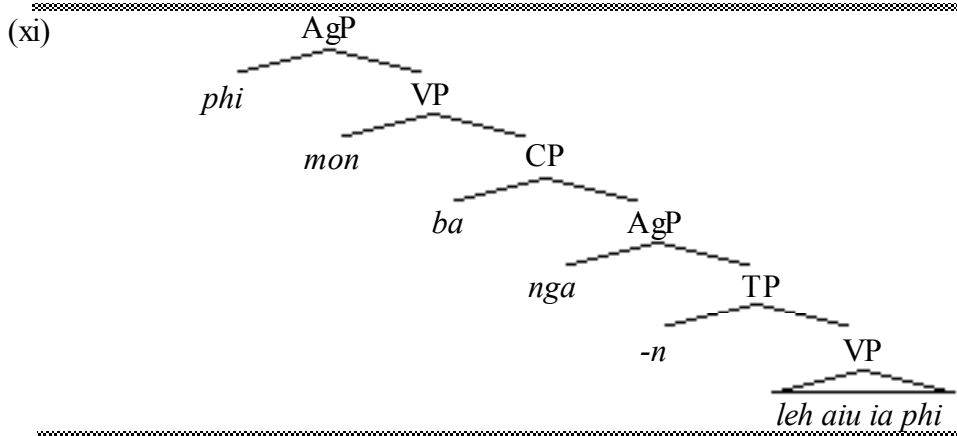 (xi) AgP
phi VP
mon CP
ba AgP
nga TP
-n VP
leh aiu ia phi